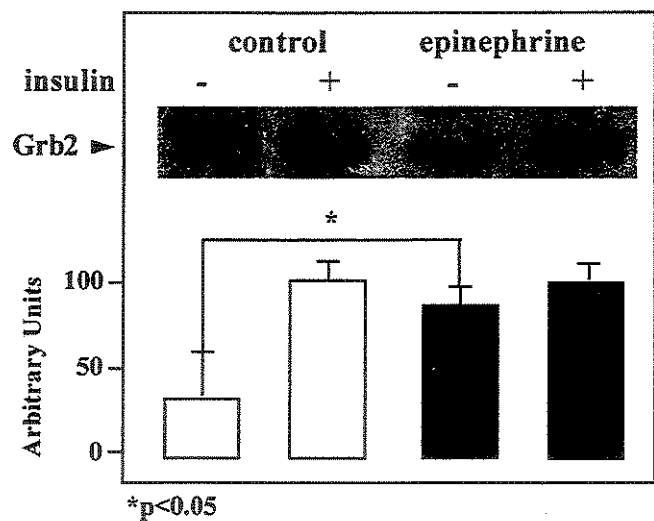 control epinephrine
insulin - + - +
Grb2
*
Arbitrary Units
100
50
0
*p<0.05